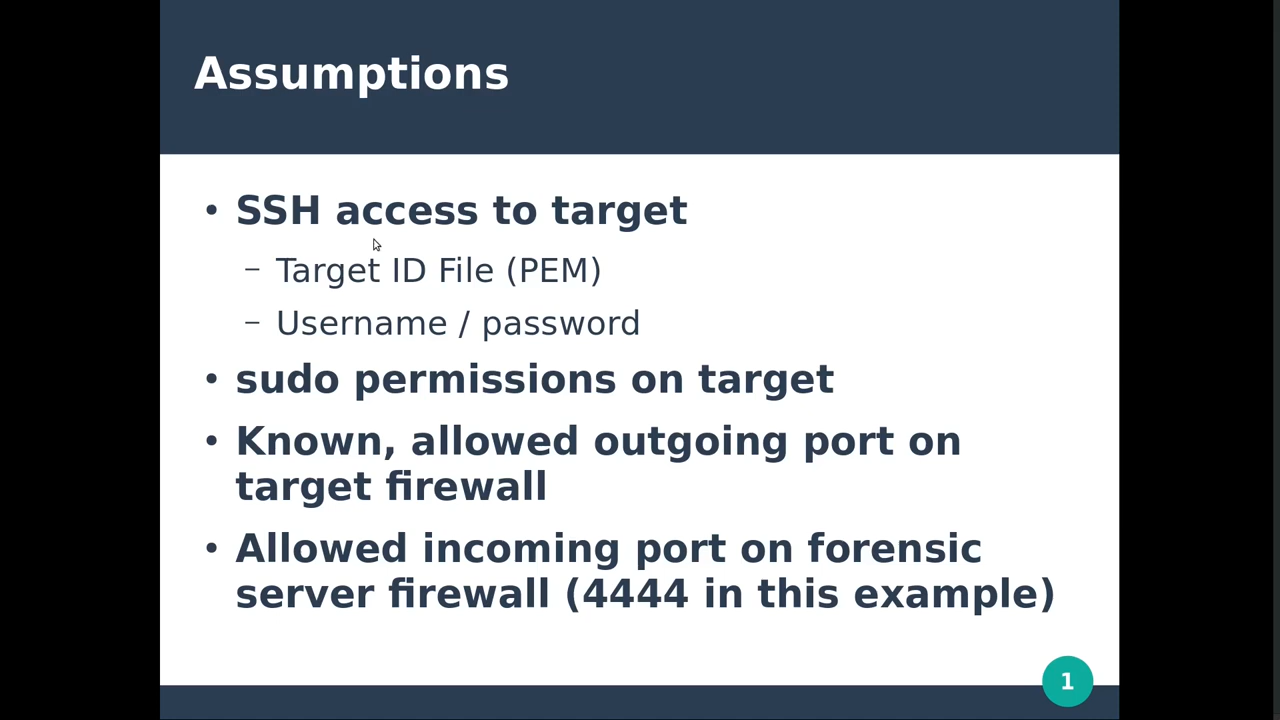 Assumptions
• SSH access to target
– Target ID File (PEM)
– Username / password
• sudo permissions on target
• Known, allowed outgoing port on
target firewall
• Allowed incoming port on forensic
server firewall (4444 in this example)
1